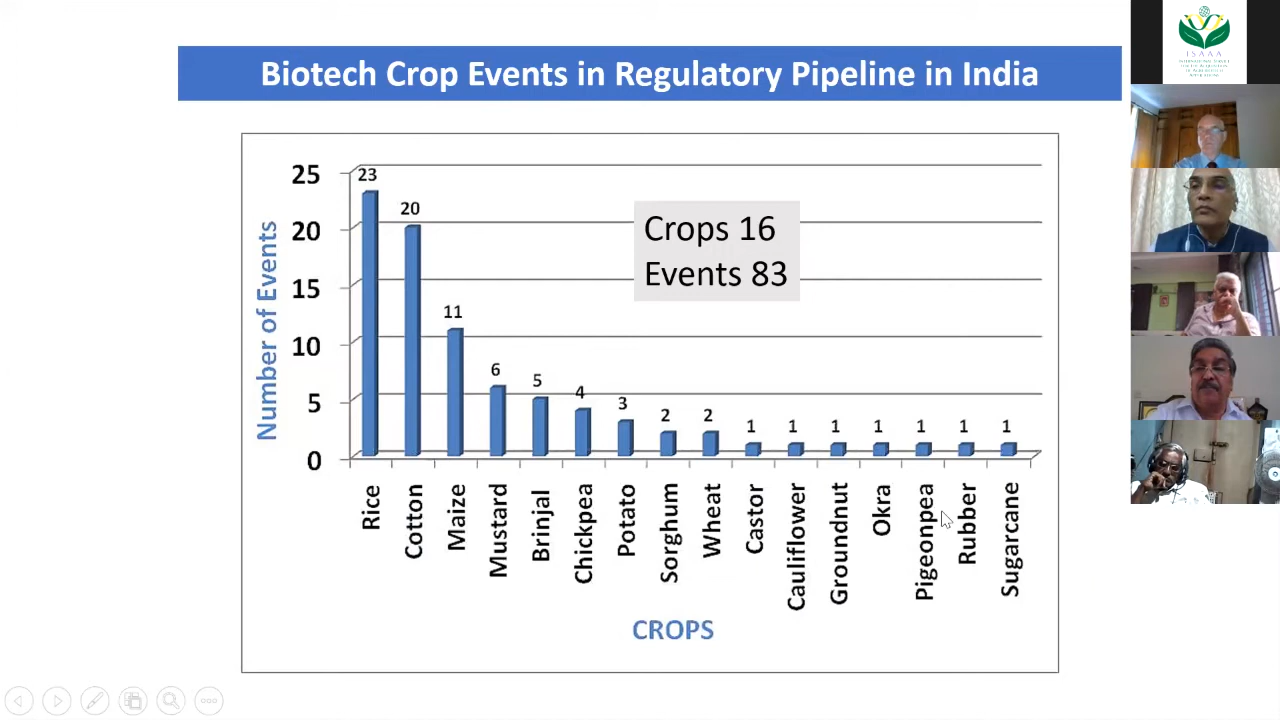 Biotech Crop Events in Regulatory Pipeline in India
25
20
15
10
5
0
Number of Events
23
20
11
6
5
4
3
2
2
1
1
1
1
1
1
1
Crops 16
Events 83
Rice
Cotton
Maize
Mustard
Brinjal
Chickpea
Potato
Sorghum
Wheat
Castor
Cauliflower
Groundnut
Okra
Pigeonpea
Rubber
Sugarcane
CROPS
ISAAA